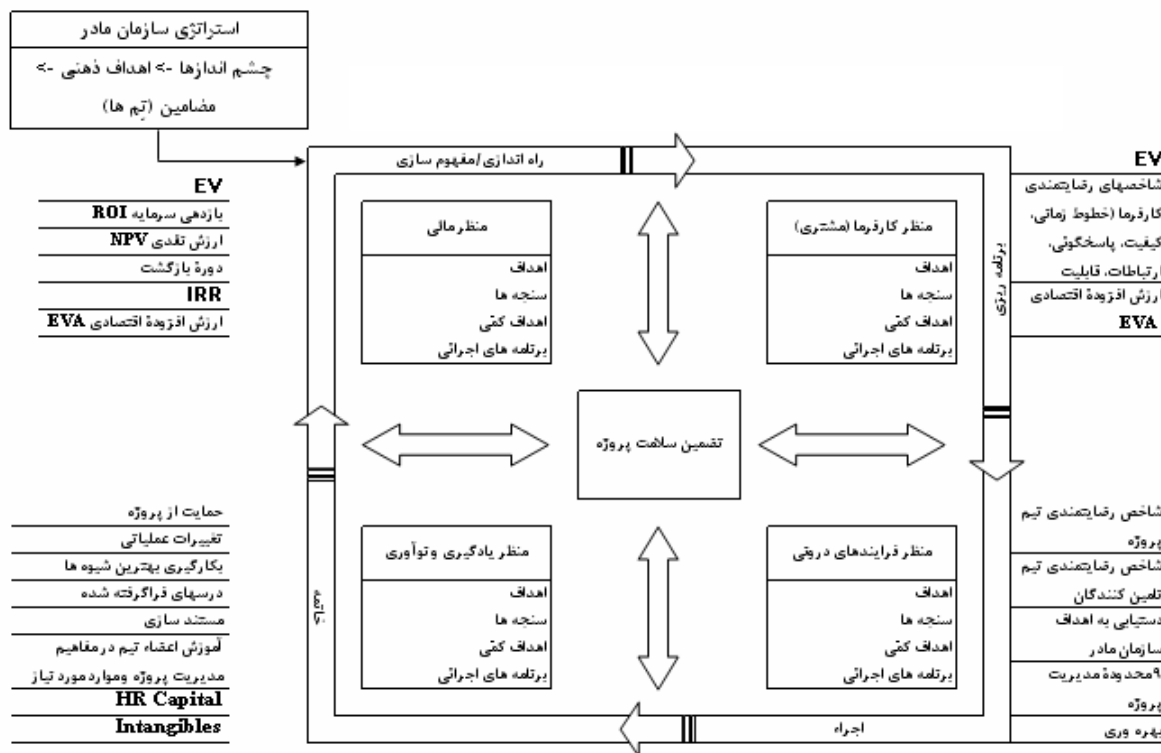 استراتژی سازمان مادر
چشم اندازها -> اهداف ذهنی ->
مضامین (تِم ها)
راه اندازی/مفهوم سازی
EV
شاخصهای رضایتمندی
کارفرما (خطوط زمانی،
کیفیت، پاسخگوئی،
ارتباطات، قابلیت
ارزش افزودۀ اقتصادی
EVA
برنامه ریزی
منظر کارفرما (مشتری)
اهداف
سنجه ها
اهداف کمّی
برنامه های اجرائی
منظر مالی
اهداف
سنجه ها
اهداف کمّی
برنامه های اجرائی
EV
بازدهی سرمایه ROI
ارزش نقدی NPV
دورۀ بازگشت
IRR
ارزش افزودۀ اقتصادی EVA
تضمین سلامت پروژه
شاخص رضایتمندی تیم
پروژه
شاخص رضایتمندی تیم
تامین کنندگان
دستیابی به اهداف
سازمان مادر
۹محدودۀ مدیریت
پروژه
بهره وری
منظر فرایندهای درونی
اهداف
سنجه ها
اهداف کمّی
برنامه های اجرائی
منظر یادگیری ونوآوری
اهداف
سنجه ها
اهداف کمّی
برنامه های اجرائی
خاتمه
حمایت از پروژه
تغییرات عملیاتی
بکارگیری بهترین شیوه ها
درسهای فراگرفته شده
مستند سازی
آموزش اعضاء تیم در مفاهیم
مدیریت پروژه وموارد مورد نیاز
HR Capital
Intangibles
اجراء